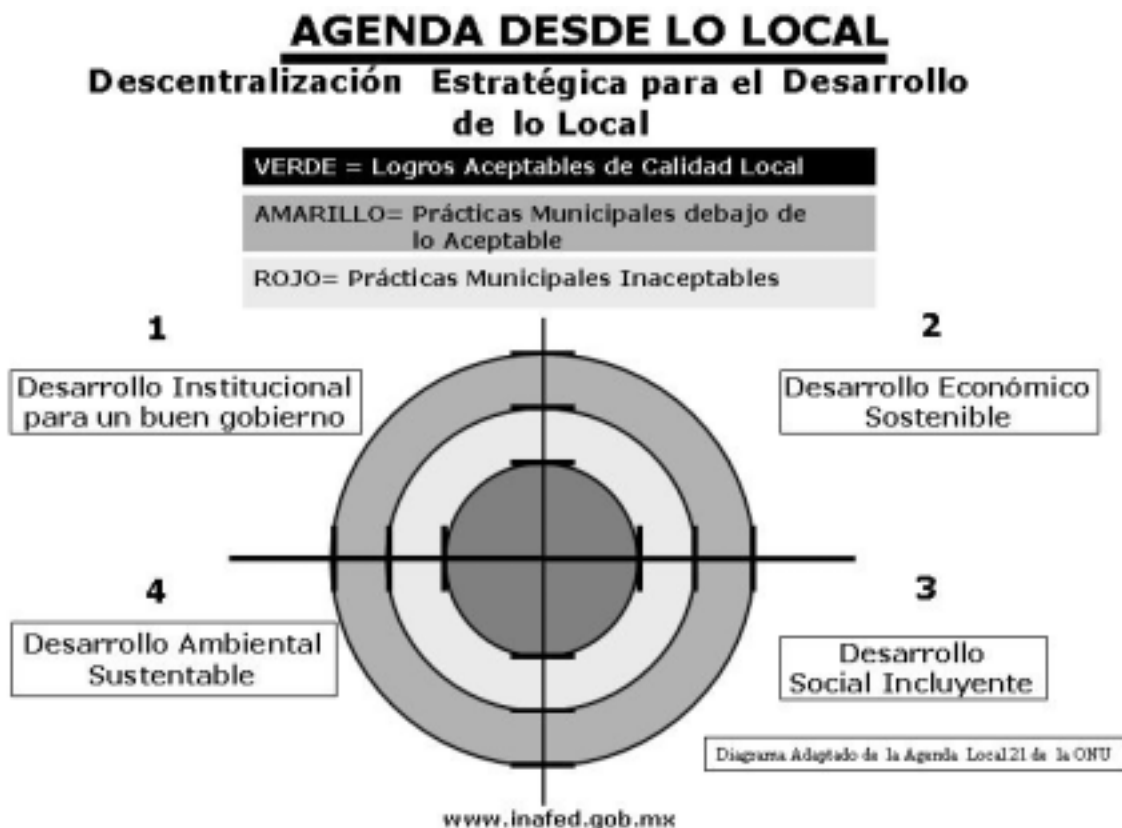 AGENDA DESDE LO LOCAL
Descentralización Estratégica para el Desarrollo
de lo Local
VERDE = Logros Aceptables de Calidad Local
AMARILLO= Prácticas Municipales debajo de
lo Aceptable
ROJO= Prácticas Municipales Inaceptables
1
Desarrollo Institucional
para un buen gobierno
2
Desarrollo Económico
Sostenible
4
Desarrollo Ambiental
Sustentable
3
Desarrollo
Social Incluyente
Diagrama Adaptado de la Agenda Local21 de la ONU
www.inafed.gob.mx